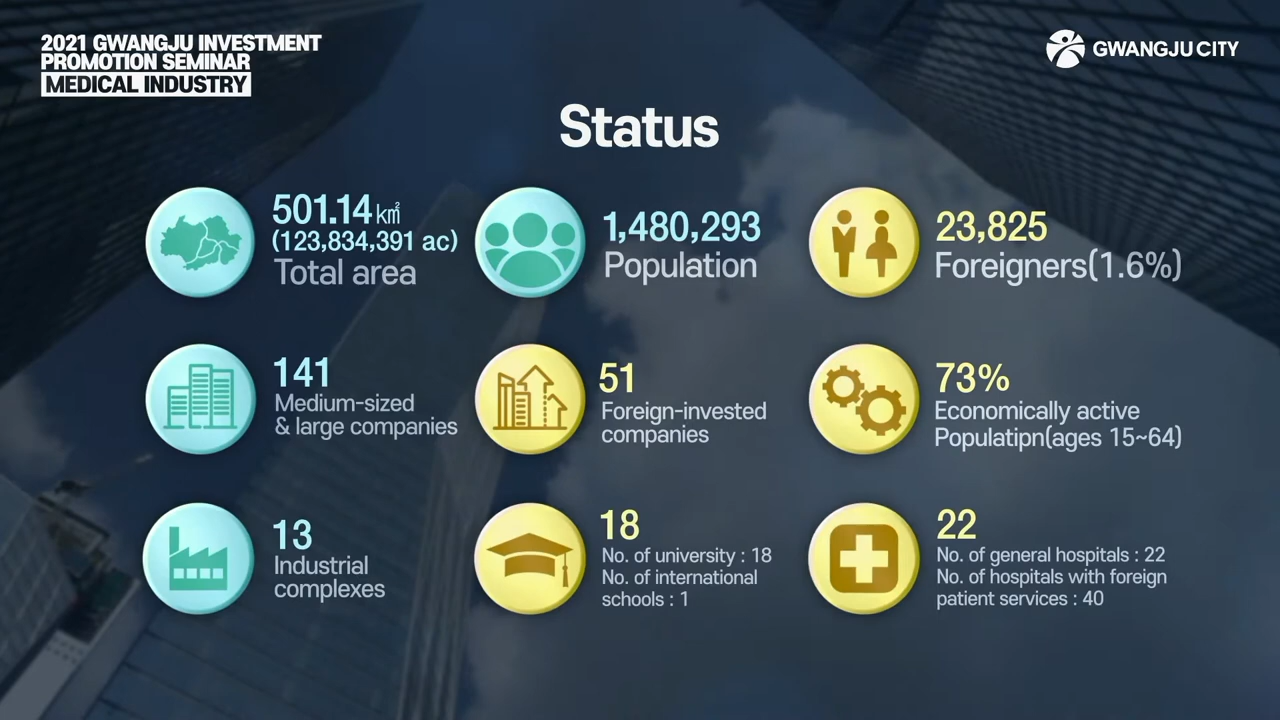 2021 GWANGJU INVESTMENT
PROMOTION SEMINAR
MEDICAL INDUSTRY
GWANGJU CITY
Status
501.14㎢
(123,834,391 ac)
Total area
1,480,293
Population
23,825
Foreigners(1.6%)
141
Medium-sized
& large companies
51
Foreign-invested
companies
73%
Economically active
Populatipn(ages 15~64)
13
Industrial
complexes
18
No. of university : 18
No. of international
schools : 1
22
No. of general hospitals : 22
No. of hospitals with foreign
patient services : 40